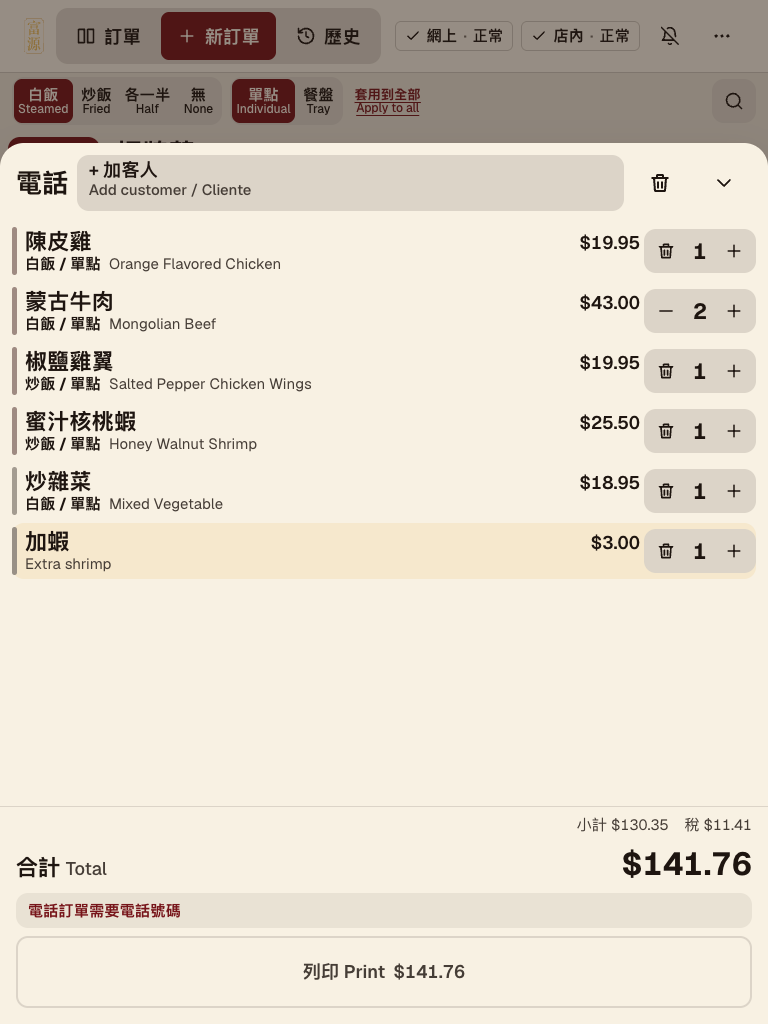 富源
訂單
新訂單
歷史
網上 · 正常
店內 · 正常
白飯
Steamed
炒飯
Fried
各一半
Half
無
None
單點
Individual
餐盤
Tray
套用到全部
Apply to all
電話
+ 加客人
Add customer / Cliente
陳皮雞
$19.95
1
白飯 / 單點 Orange Flavored Chicken
蒙古牛肉
$43.00
2
白飯 / 單點 Mongolian Beef
椒鹽雞翼
$19.95
1
炒飯 / 單點 Salted Pepper Chicken Wings
蜜汁核桃蝦
$25.50
1
炒飯 / 單點 Honey Walnut Shrimp
炒雜菜
$18.95
1
白飯 / 單點 Mixed Vegetable
加蝦
$3.00
1
Extra shrimp
小計 $130.35 稅 $11.41
合計 Total
$141.76
電話訂單需要電話號碼
列印 Print $141.76